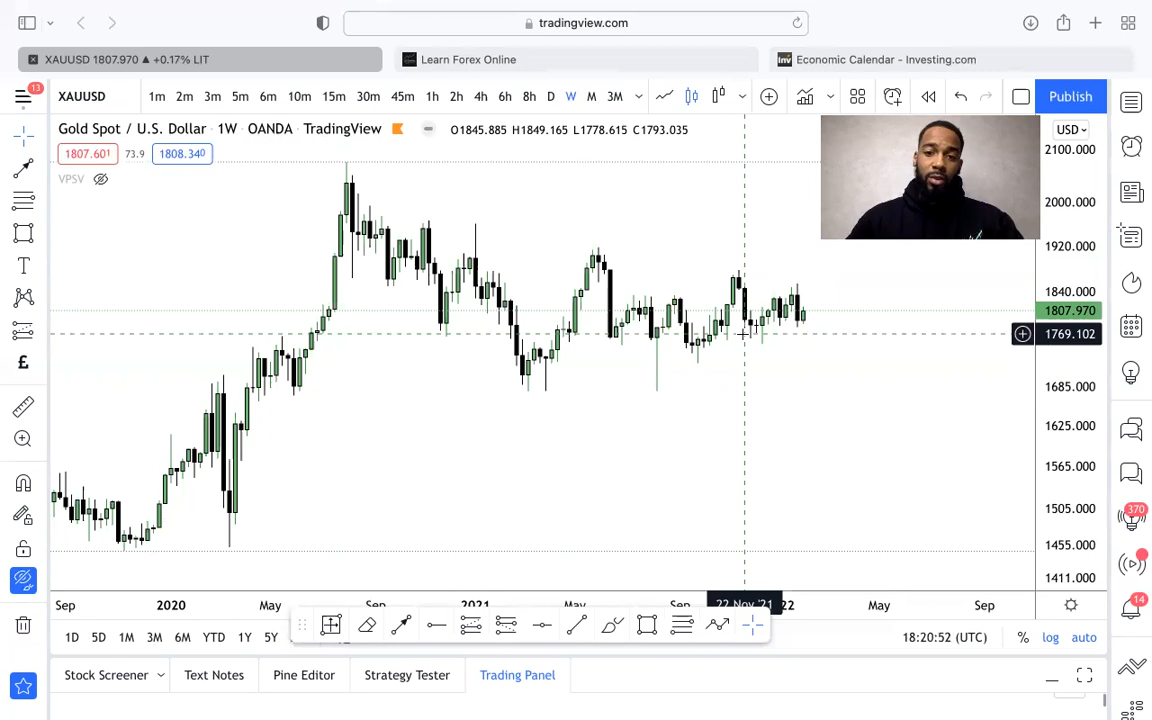 tradingview.com
XAUUSD 1807.970 ▲ +0.17% LIT
Learn Forex Online
Economic Calendar - Investing.com
13
XAUUSD 1m 2m 3m 5m 6m 10m 15m 30m 45m 1h 2h 4h 6h 8h D W M 3M Publish
Gold Spot / U.S. Dollar · 1W · OANDA · TradingView O1845.885 H1849.165 L1778.615 C1793.035
USD
1807.601 73.9 1808.340
VPSV
2100.000
2000.000
1920.000
1840.000
1807.970
1769.102
1685.000
1625.000
1565.000
1505.000
1455.000
1411.000
370
14
Sep 2020 May Sep 2021 May Sep 22 Nov '21 22 May Sep
1D 5D 1M 3M 6M YTD 1Y 5Y
18:20:52 (UTC) % log auto
Stock Screener Text Notes Pine Editor Strategy Tester Trading Panel